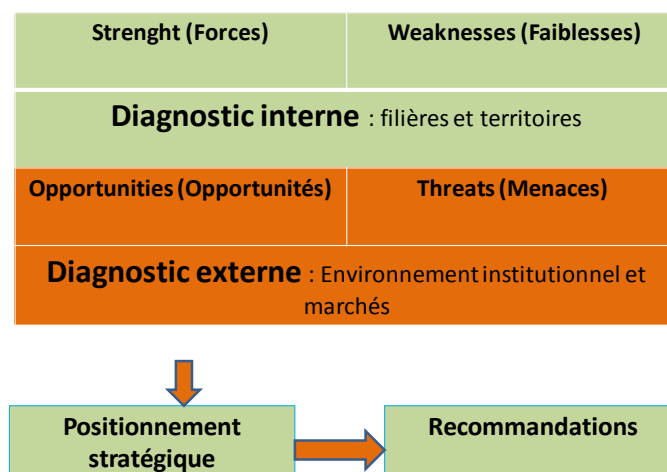 Strenght (Forces)
Weaknesses (Faiblesses)
Diagnostic interne : filières et territoires
Opportunities (Opportunités)
Threats (Menaces)
Diagnostic externe : Environnement institutionnel et
marchés
Positionnement
stratégique
Recommandations